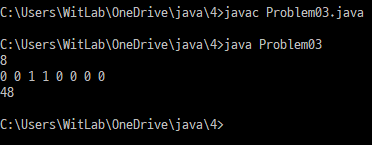 C:\Users\WitLab\OneDrive\java\4>javac Problem03.java
C:\Users\WitLab\OneDrive\java\4>java Problem03
8
0 0 1 1 0 0 0 0
48
C:\Users\WitLab\OneDrive\java\4>